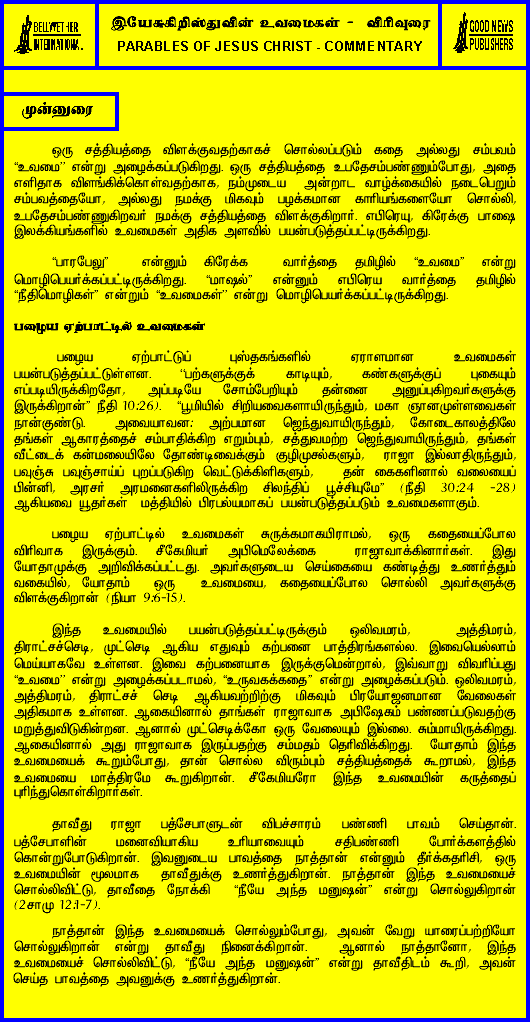 BELLWETHER
INTERNATIONAL
இயேசுகிறிஸ்துவின் உவமைகள் - விரிவுரை
PARABLES OF JESUS CHRIST - COMMENTARY
GOOD NEWS
PUBLISHERS
முன்னுரை
ஒரு சத்தியத்தை விளக்குவதற்காகச் சொல்லப்படும் கதை அல்லது சம்பவம்
“உவமை” என்று அழைக்கப்படுகிறது. ஒரு சத்தியத்தை உபதேசம்பண்ணும்போது, அதை
எளிதாக விளங்கிக்கொள்வதற்காக, நம்முடைய அன்றாட வாழ்க்கையில் நடைபெறும்
சம்பவத்தையோ, அல்லது நமக்கு மிகவும் பழக்கமான காரியங்களையோ சொல்லி,
உபதேசம்பண்ணுகிறவர் நமக்கு சத்தியத்தை விளக்குகிறார். எபிரெயு, கிரேக்கு பாஷை
இலக்கியங்களில் உவமைகள் அதிக அளவில் பயன்படுத்தப்பட்டிருக்கிறது.
“பாரபேலு” என்னும் கிரேக்க வார்த்தை தமிழில் “உவமை” என்று
மொழிபெயர்க்கப்பட்டிருக்கிறது. “மாஷல்” என்னும் எபிரெய வார்த்தை தமிழில்
“நீதிமொழிகள்” என்றும் “உவமைகள்” என்று மொழிபெயர்க்கப்பட்டிருக்கிறது.
பழைய ஏற்பாட்டில் உவமைகள்
பழைய ஏற்பாட்டுப் புஸ்தகங்களில் ஏராளமான உவமைகள்
பயன்படுத்தப்பட்டுள்ளன. “பற்களுக்குக் காடியும், கண்களுக்குப் புகையும்
எப்படியிருக்கிறதோ, அப்படியே சோம்பேறியும் தன்னை அனுப்புகிறவர்களுக்கு
இருக்கிறான்” நீதி 10:26). “பூமியில் சிறியவைகளாயிருந்தும், மகா ஞானமுள்ளவைகள்
நான்குண்டு. அவையாவன: அற்பமான ஜெந்துவாயிருந்தும், கோடைகாலத்திலே
தங்கள் ஆகாரத்தைச் சம்பாதிக்கிற எறும்பும், சத்துவமற்ற ஜெந்துவாயிருந்தும், தங்கள்
வீட்டைக் கன்மலையிலே தோண்டிவைக்கும் குழிமுசல்களும், ராஜா இல்லாதிருந்தும்,
பவுஞ்சு பவுஞ்சாய்ப் புறப்படுகிற வெட்டுக்கிளிகளும், தன் கைகளினால் வலையைப்
பின்னி, அரசர் அரமனைகளிலிருக்கிற சிலந்திப் பூச்சியுமே” (நீதி 30:24 -28)
ஆகியவை யூதர்கள் மத்தியில் பிரபல்யமாகப் பயன்படுத்தப்படும் உவமைகளாகும்.
பழைய ஏற்பாட்டில் உவமைகள் சுருக்கமாகயிராமல், ஒரு கதையைப்போல
விரிவாக இருக்கும். சீகேமியர் அபிமெலேக்கை ராஜாவாக்கினார்கள். இது
யோதாமுக்கு அறிவிக்கப்பட்டது. அவர்களுடைய செய்கையை கண்டித்து உணர்த்தும்
வகையில், யோதாம் ஒரு உவமையை, கதையைப்போல சொல்லி அவர்களுக்கு
விளக்குகிறான் (நியா 9:6-15).
இந்த உவமையில் பயன்படுத்தப்பட்டிருக்கும் ஒலிவமரம், அத்திமரம்,
திராட்சச்செடி, முட்செடி ஆகிய எதுவும் கற்பனை பாத்திரங்களல்ல. இவையெல்லாம்
மெய்யாகவே உள்ளன. இவை கற்பனையாக இருக்குமென்றால், இவ்வாறு விவரிப்பது
“உவமை” என்று அழைக்கப்படாமல், “உருவகக்கதை” என்று அழைக்கப்படும். ஒலிவமரம்,
அத்திமரம், திராட்சச் செடி ஆகியவற்றிற்கு மிகவும் பிரயோஜனமான வேலைகள்
அதிகமாக உள்ளன. ஆகையினால் தாங்கள் ராஜாவாக அபிஷேகம் பண்ணப்படுவதற்கு
மறுத்துவிடுகின்றன. ஆனால் முட்செடிக்கோ ஒரு வேலையும் இல்லை. சும்மாயிருக்கிறது.
ஆகையினால் அது ராஜாவாக இருப்பதற்கு சம்மதம் தெரிவிக்கிறது. யோதாம் இந்த
உவமையைக் கூறும்போது, தான் சொல்ல விரும்பும் சத்தியத்தைக் கூறாமல், இந்த
உவமையை மாத்திரமே கூறுகிறான். சீகேமியரோ இந்த உவமையின் கருத்தைப்
புரிந்துகொள்கிறார்கள்.
தாவீது ராஜா பத்சேபாளுடன் விபச்சாரம் பண்ணி பாவம் செய்தான்.
பத்சேபாளின் மனைவியாகிய உரியாவையும் சதிபண்ணி போர்க்களத்தில்
கொன்றுபோடுகிறான். இவனுடைய பாவத்தை நாத்தான் என்னும் தீர்க்கதரிசி, ஒரு
உவமையின் மூலமாக தாவீதுக்கு உணர்த்துகிறான். நாத்தான் இந்த உவமையைச்
சொல்லிவிட்டு, தாவீதை நோக்கி “நீயே அந்த மனுஷன்” என்று சொல்லுகிறான்
(2சாமு 12:1-7).
நாத்தான் இந்த உவமையைக் சொல்லும்போது, அவன் வேறு யாரைப்பற்றியோ
சொல்லுகிறான் என்று தாவீது நினைக்கிறான். ஆனால் நாத்தானோ, இந்த
உவமையைச் சொல்லிவிட்டு, “நீயே அந்த மனுஷன்” என்று தாவீதிடம் கூறி, அவன்
செய்த பாவத்தை அவனுக்கு உணர்த்துகிறான்.